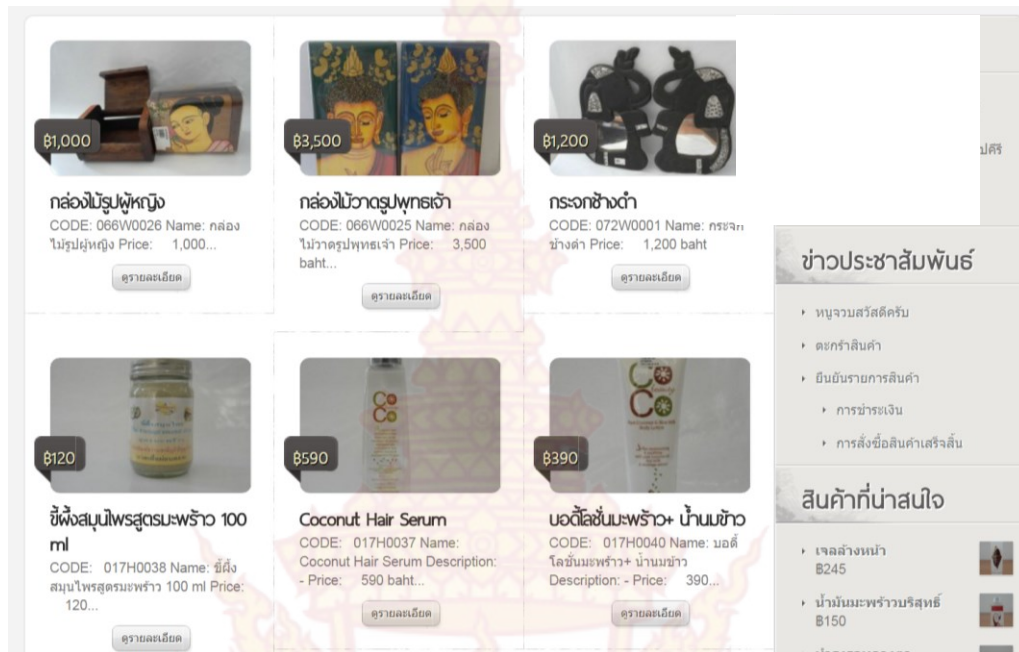 ฿1,000
฿3,500
฿1,200
กล่องไม้รูปผู้หญิง
CODE: 066W0026 Name: กล่อง
ไม้รูปผู้หญิง Price: 1,000...
ดูรายละเอียด
กล่องไม้วาดรูปพุทธเจ้า
CODE: 066W0025 Name: กล่อง
ไม้วาดรูปพุทธเจ้า Price: 3,500
baht...
ดูรายละเอียด
กระจกช้างดำ
CODE: 072W0001 Name: กระจก
ช้างดำ Price: 1,200 baht
ดูรายละเอียด
฿120
฿590
฿390
ขี้ผึ้งสมุนไพรสูตรมะพร้าว 100
ml
CODE: 017H0038 Name: ขี้ผึ้ง
สมุนไพรสูตรมะพร้าว 100 ml Price:
120...
ดูรายละเอียด
Coconut Hair Serum
CODE: 017H0037 Name:
Coconut Hair Serum Description:
- Price: 590 baht...
ดูรายละเอียด
บอดี้โลชั่นมะพร้าว+ น้ำนมข้าว
CODE: 017H0040 Name: บอดี้
โลชั่นมะพร้าว+ น้ำนมข้าว
Description: - Price: 390...
ดูรายละเอียด
CO
CO
CO
CO
ข่าวประชาสัมพันธ์
หนูจวบสวัสดีครับ
ตะกร้าสินค้า
ยืนยันรายการสินค้า
การชำระเงิน
การสั่งซื้อสินค้าเสร็จสิ้น
สินค้าที่น่าสนใจ
เจลล้างหน้า
฿245
น้ำมันมะพร้าวบริสุทธิ์
฿150